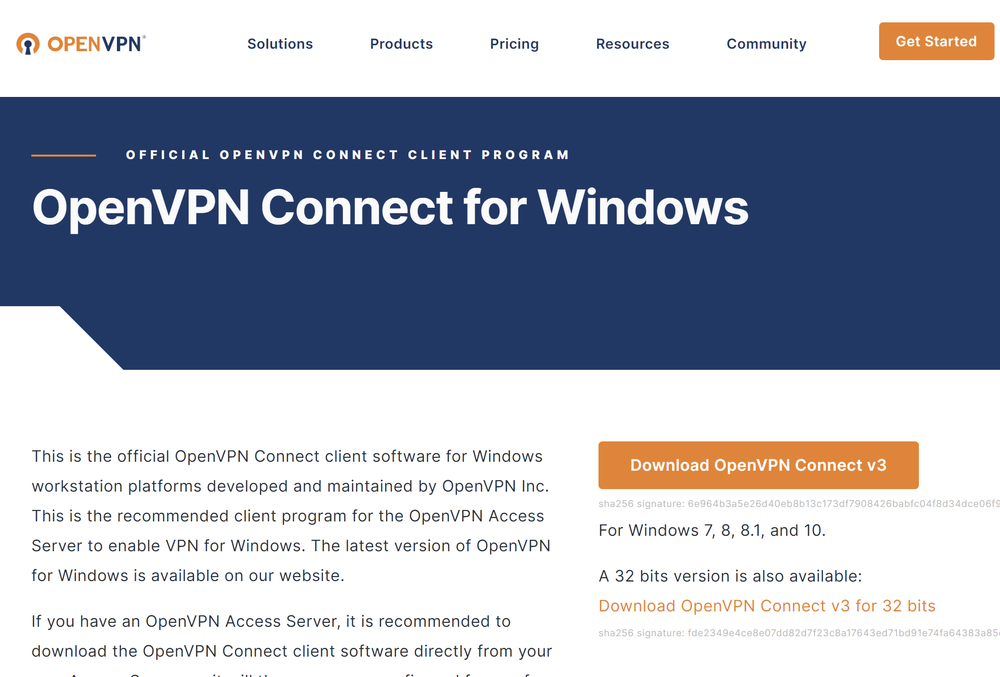 OPENVPN®
Solutions
Products
Pricing
Resources
Community
Get Started
OFFICIAL OPENVPN CONNECT CLIENT PROGRAM
OpenVPN Connect for Windows
This is the official OpenVPN Connect client software for Windows
workstation platforms developed and maintained by OpenVPN Inc.
This is the recommended client program for the OpenVPN Access
Server to enable VPN for Windows. The latest version of OpenVPN
for Windows is available on our website.
If you have an OpenVPN Access Server, it is recommended to
download the OpenVPN Connect client software directly from your
Download OpenVPN Connect v3
sha256 signature: 6e964b3a5e26d40eb8b13c173df7908426babfc04f8d34dce06f9
For Windows 7, 8, 8.1, and 10.
A 32 bits version is also available:
Download OpenVPN Connect v3 for 32 bits
sha256 signature: fde2349e4ce8e07dd82d7f23c8a17643ed71bd91e74fa64383a85